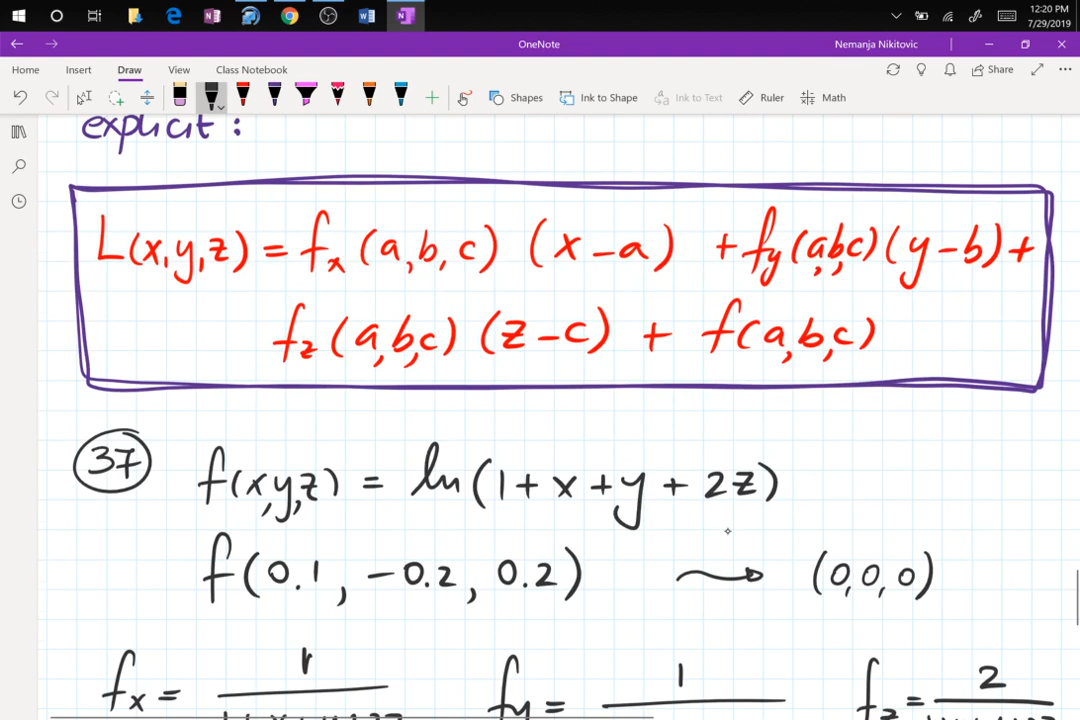 12:20 PM
7/29/2019
OneNote
Nemanja Nikitovic
Home Insert Draw View Class Notebook
Share
Shapes Ink to Shape Ink to Text Ruler Math
explicit :
L(x,y,z) = fx (a,b,c) (x-a) + fy (a,b,c)(y-b) +
fz (a,b,c) (z-c) + f(a,b,c)
37 f(x,y,z) = ln(1+x+y+2z)
f(0.1, -0.2, 0.2) → (0,0,0)
1 1 2
fx = fy = fz =